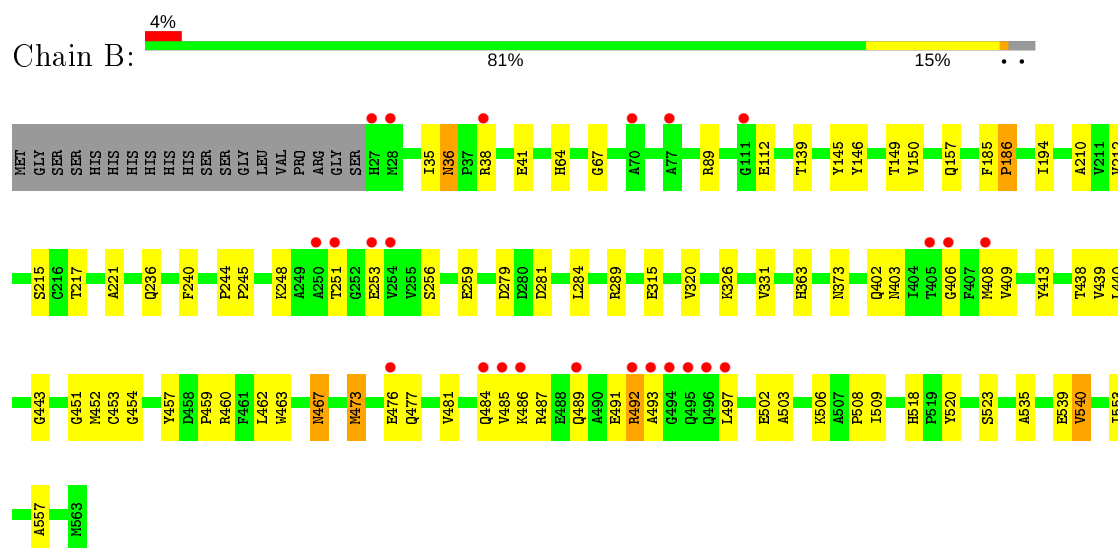 4%
Chain B:
81% 15% • •
MET GLY SER SER HIS HIS HIS HIS HIS HIS SER SER GLY LEU VAL PRO ARG GLY SER H27 M28 I35 N36 P37 R38 E41 H64 G67 A70 A77 R89 G111 E112 T139 Y145 Y146 T149 V150 Q157 F185 P186 I194 A210 V211 V212
S215 C216 T217 A221 Q236 F240 P244 P245 K248 A249 A250 T251 G252 E253 V254 V255 S256 E259 D279 D280 D281 L284 R289 E315 V320 K326 V331 H363 N373 Q402 N403 I404 T405 G406 F407 M408 V409 Y413 T438 V439
G443 G451 M452 C453 G454 Y457 D458 P459 R460 F461 L462 W463 N467 M473 E476 Q477 V481 Q484 V485 K486 R487 E488 Q489 A490 E491 R492 A493 G494 Q495 Q496 L497 E502 A503 K506 A507 P508 I509 H518 P519 Y520 S523 A535 E539 V540
A557 M563